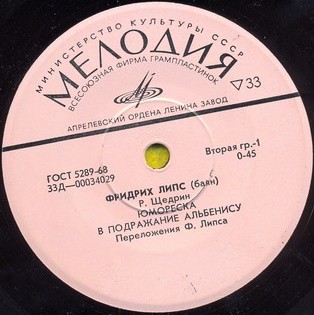 МИНИСТЕРСТВО КУЛЬТУРЫ СССР
МЕЛОДИЯ
ВСЕСОЮЗНАЯ ФИРМА ГРАМПЛАСТИНОК
33
АПРЕЛЕВСКИЙ ОРДЕНА ЛЕНИНА ЗАВОД
ГОСТ 5289-68
33Д—00034029
Вторая гр.-1
0-45
ФРИДРИХ ЛИПС (баян)
Р. Щедрин
ЮМОРЕСКА
В ПОДРАЖАНИЕ АЛЬБЕНИСУ
Переложения Ф. Липса